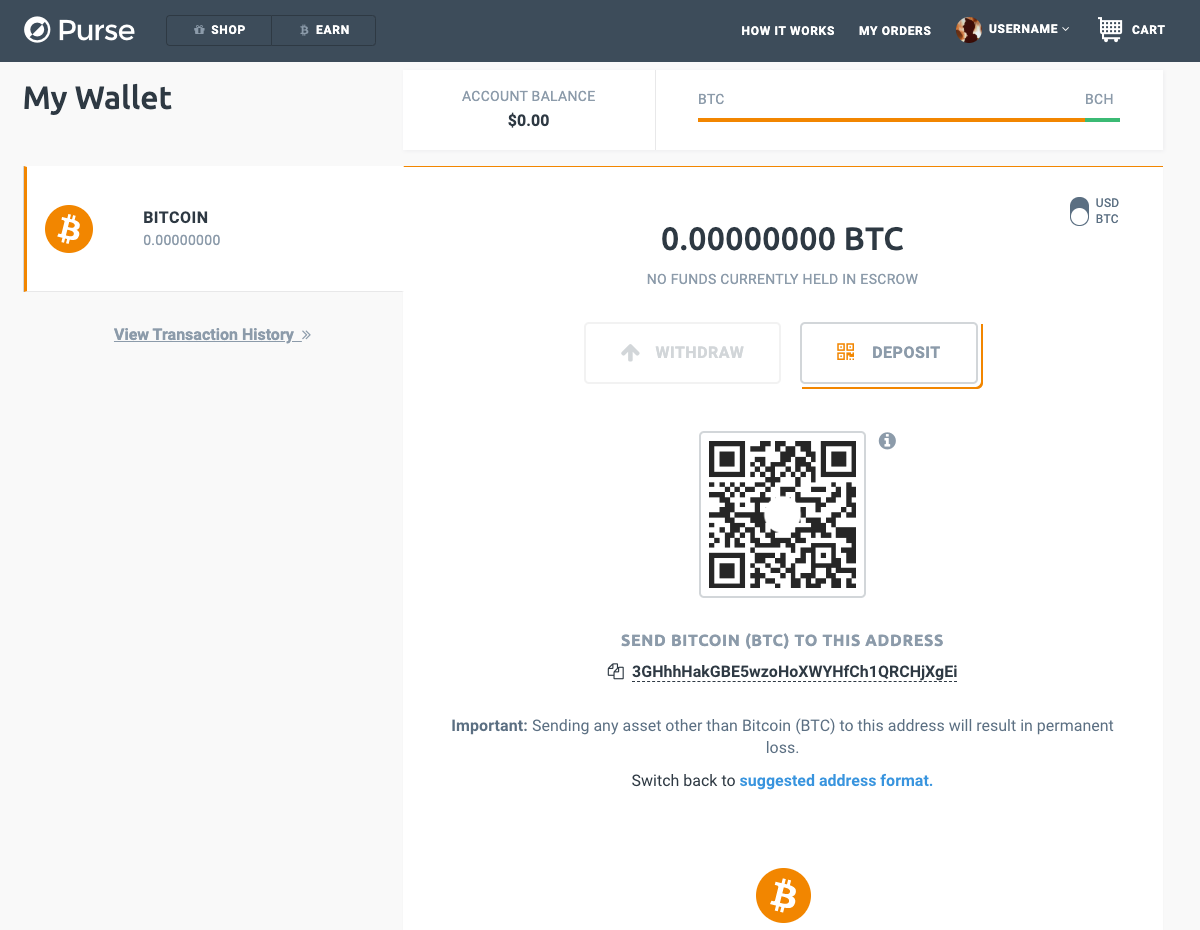 Purse
SHOP
EARN
HOW IT WORKS
MY ORDERS
USERNAME
CART
My Wallet
ACCOUNT BALANCE
$0.00
BTC
BCH
BITCOIN
0.00000000
View Transaction History »
USD
BTC
0.00000000 BTC
NO FUNDS CURRENTLY HELD IN ESCROW
WITHDRAW
DEPOSIT
SEND BITCOIN (BTC) TO THIS ADDRESS
3GHhhHakGBE5wzoHoXWYHfCh1QRCHjXgEi
Important: Sending any asset other than Bitcoin (BTC) to this address will result in permanent
loss.
Switch back to suggested address format.